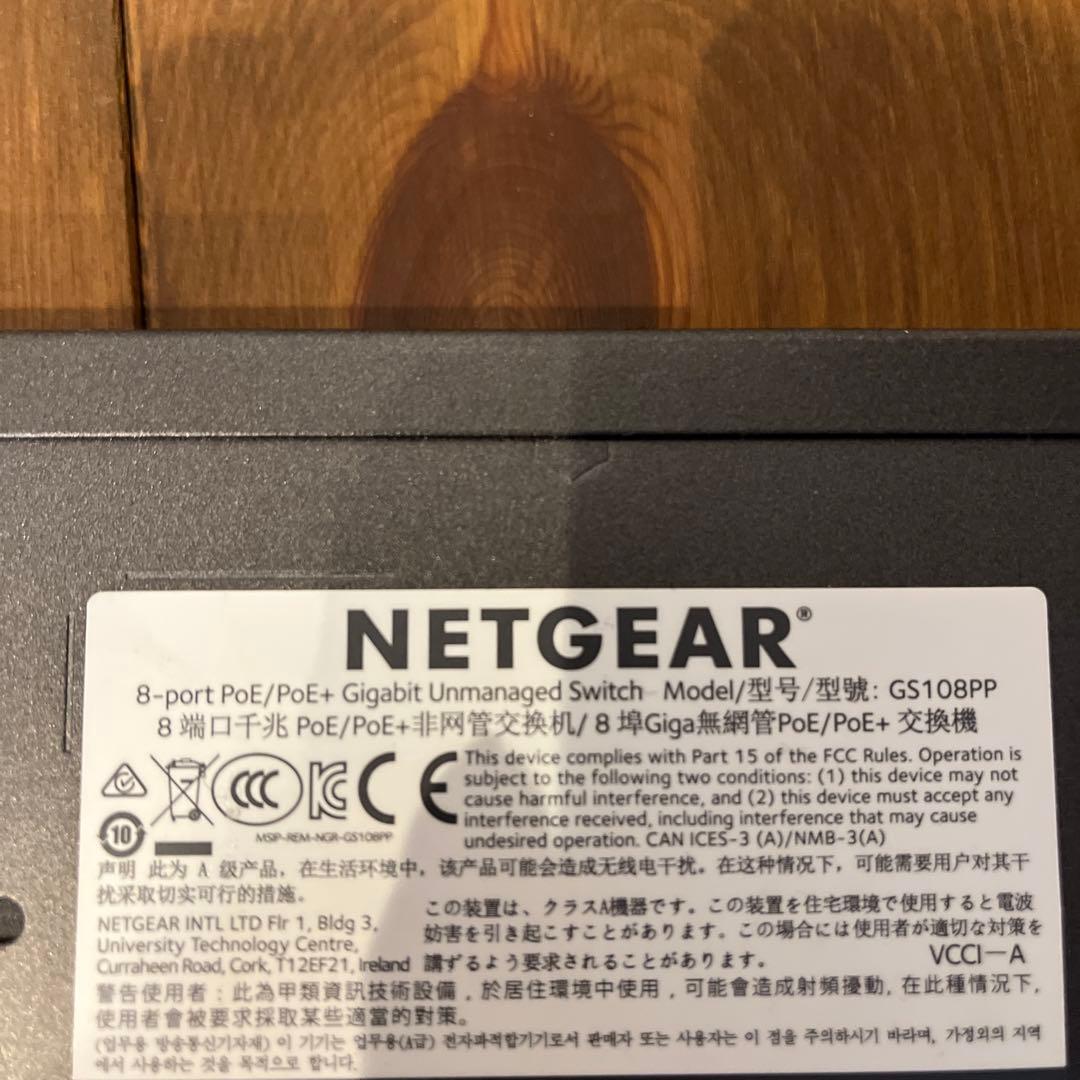 NETGEAR®
8-port PoE/PoE+ Gigabit Unmanaged Switch Model/型号/型號: GS108PP
8 端口千兆 PoE/PoE+非网管交换机/ 8 埠Giga無網管PoE/PoE+ 交換機
This device complies with Part 15 of the FCC Rules. Operation is
subject to the following two conditions: (1) this device may not
cause harmful interference, and (2) this device must accept any
interference received, including interference that may cause
undesired operation. CAN ICES-3 (A)/NMB-3(A)
CCC
CE
10
MSIP-REM-NGR-GS108PP
声明 此为 A 级产品，在生活环境中，该产品可能会造成无线电干扰。在这种情况下，可能需要用户对其干
扰采取切实可行的措施。
NETGEAR INTL LTD Flr 1, Bldg 3,
University Technology Centre,
Curraheen Road, Cork, T12EF21, Ireland
この装置は、クラスA機器です。この装置を住宅環境で使用すると電波
妨害を引き起こすことがあります。この場合には使用者が適切な対策を
講ずるよう要求されることがあります。
VCCI-A
警告使用者：此為甲類資訊技術設備，於居住環境中使用，可能會造成射頻擾動, 在此種情況下,
使用者會被要求採取某些適當的對策。
(업무용 방송통신기자재) 이 기기는 업무용(A급) 전자파적합기기로서 판매자 또는 사용자는 이 점을 주의하시기 바라며, 가정외의 지역
에서 사용하는 것을 목적으로 합니다.